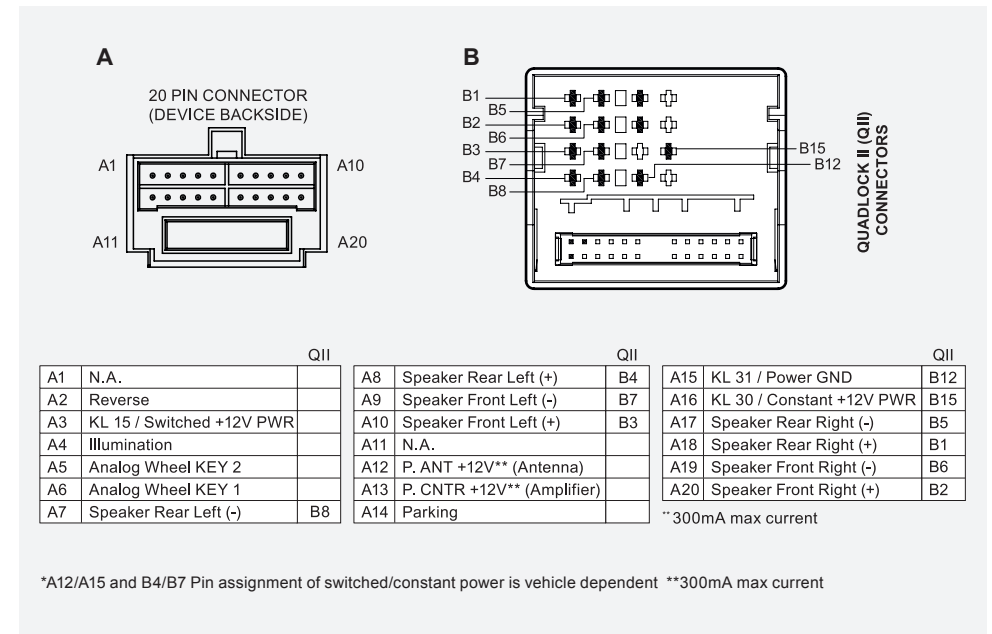 A
B
20 PIN CONNECTOR
(DEVICE BACKSIDE)
A1
A10
A11
A20
B1
B5
B2
B6
B3
B7
B4
B8
B15
B12
QUADLOCK II (QII)
CONNECTORS
QII
A1 N.A.
A2 Reverse
A3 KL 15 / Switched +12V PWR
A4 Illumination
A5 Analog Wheel KEY 2
A6 Analog Wheel KEY 1
A7 Speaker Rear Left (-) B8
QII
A8 Speaker Rear Left (+) B4
A9 Speaker Front Left (-) B7
A10 Speaker Front Left (+) B3
A11 N.A.
A12 P. ANT +12V** (Antenna)
A13 P. CNTR +12V** (Amplifier)
A14 Parking
QII
A15 KL 31 / Power GND B12
A16 KL 30 / Constant +12V PWR B15
A17 Speaker Rear Right (-) B5
A18 Speaker Rear Right (+) B1
A19 Speaker Front Right (-) B6
A20 Speaker Front Right (+) B2
**300mA max current
*A12/A15 and B4/B7 Pin assignment of switched/constant power is vehicle dependent **300mA max current